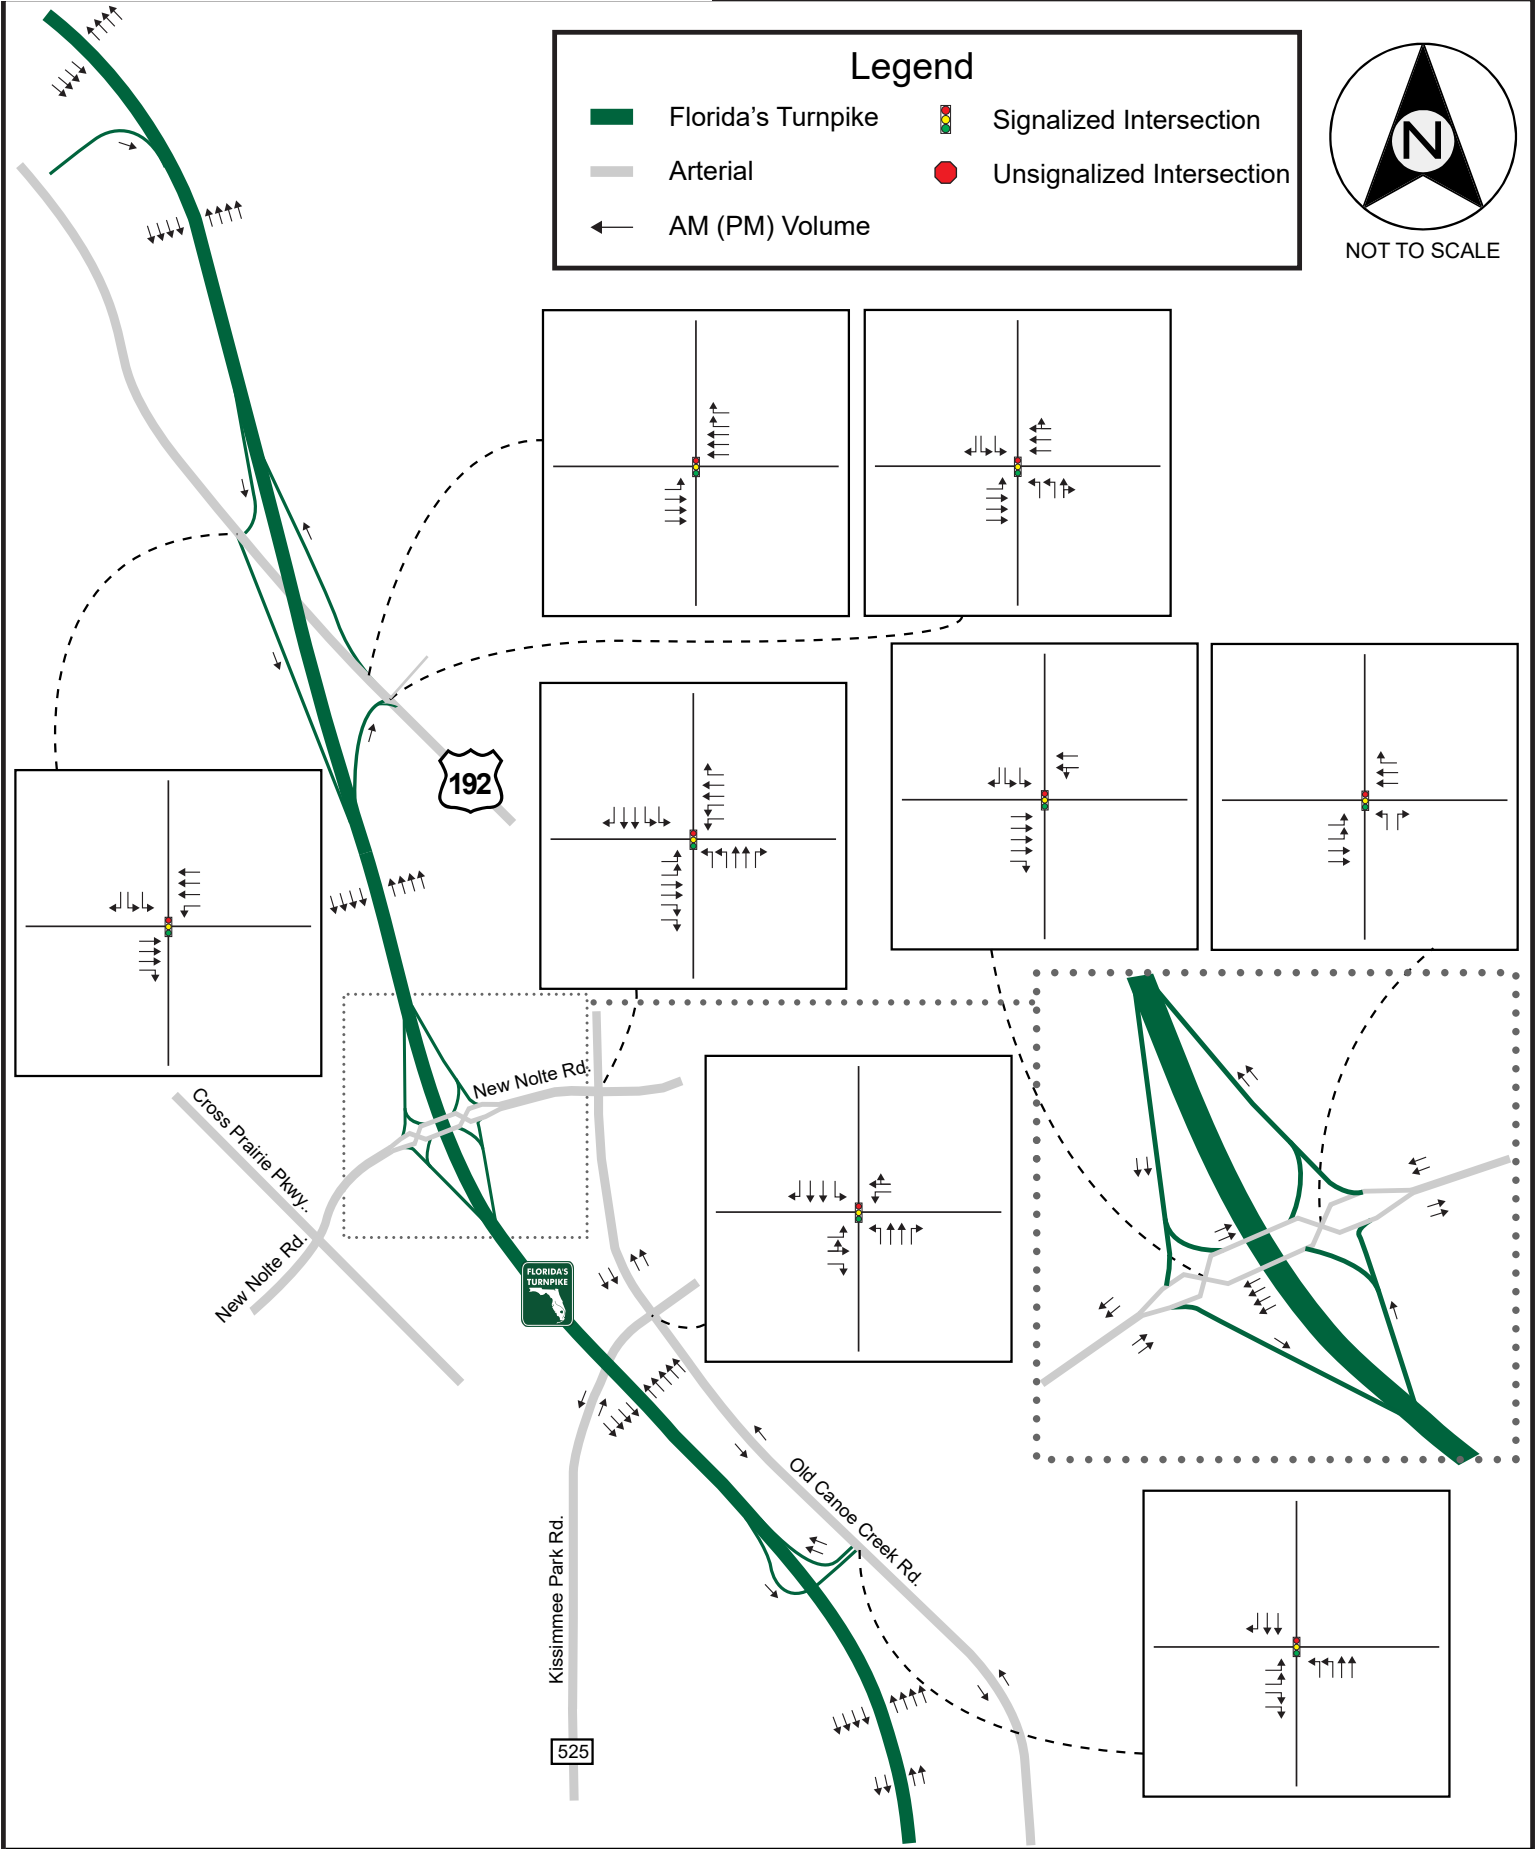 Legend
Florida's Turnpike
Signalized Intersection
Arterial
Unsignalized Intersection
AM (PM) Volume
N
NOT TO SCALE
192
New Nolte Rd.
Cross Prairie Pkwy..
New Nolte Rd.
FLORIDA'S
TURNPIKE
Old Canoe Creek Rd.
Kissimmee Park Rd.
525